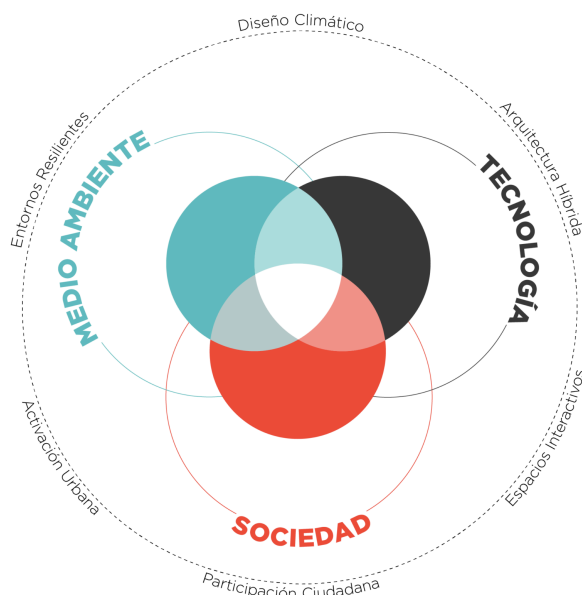 Diseño Climático
Entornos Resilientes
Arquitectura Híbrida
MEDIO AMBIENTE
TECNOLOGÍA
Activación Urbana
Espacios Interactivos
SOCIEDAD
Participación Ciudadana